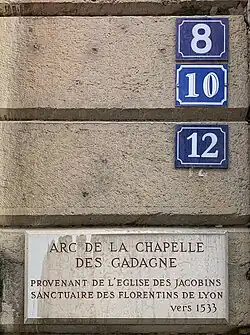 8
10
12
ARC DE LA CHAPELLE
DES GADAGNE
PROVENANT DE L'EGLISE DES JACOBINS
SANCTUAIRE DES FLORENTINS DE LYON
vers 1533